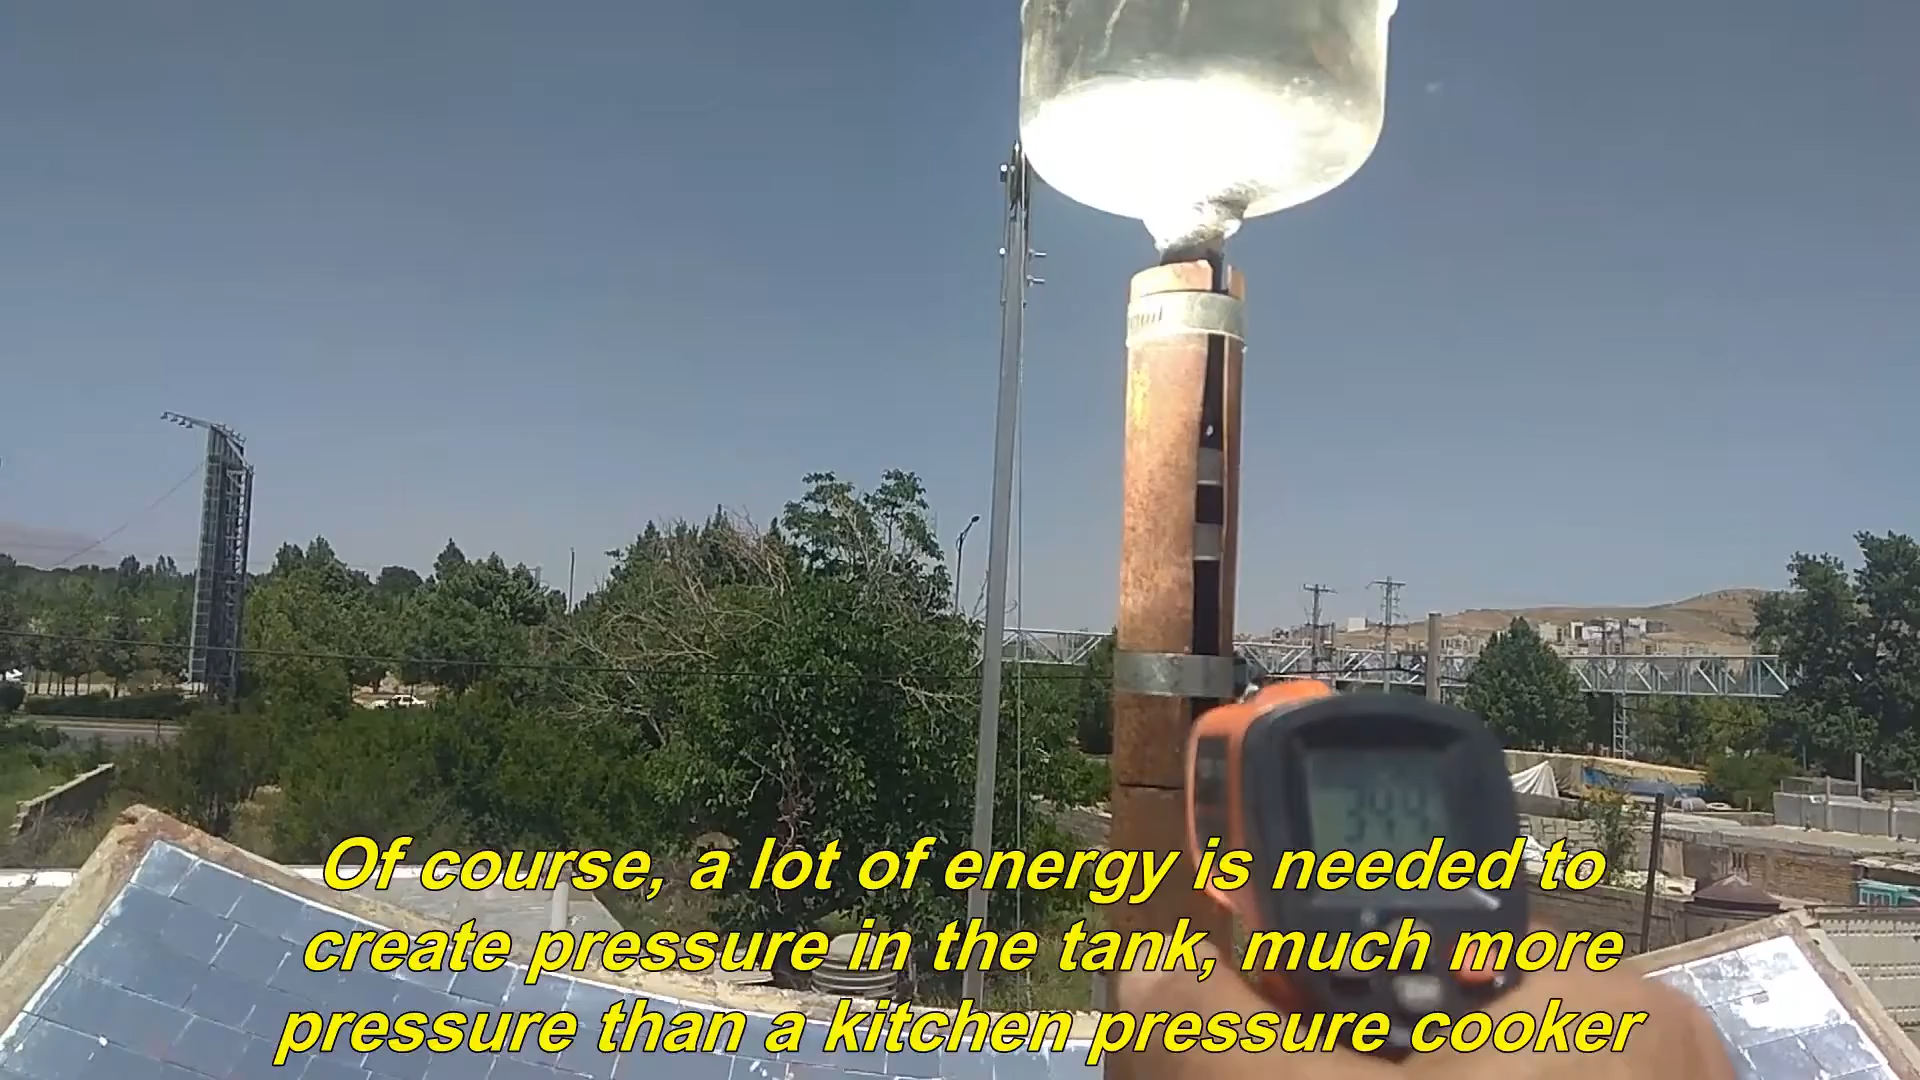 Of course, a lot of energy is needed to
create pressure in the tank, much more
pressure than a kitchen pressure cooker